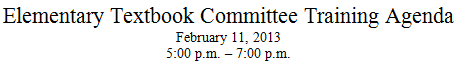 Elementary Textbook Committee Training Agenda
February 11, 2013
5:00 p.m. – 7:00 p.m.